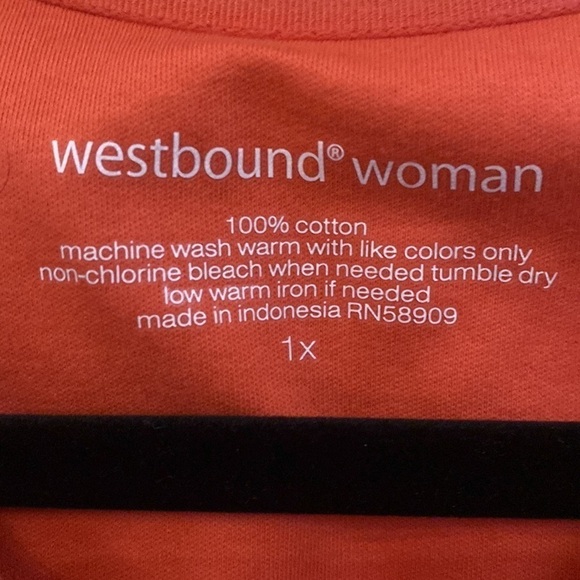 westbound® woman
100% cotton
machine wash warm with like colors only
non-chlorine bleach when needed tumble dry
low warm iron if needed
made in indonesia RN58909
1x